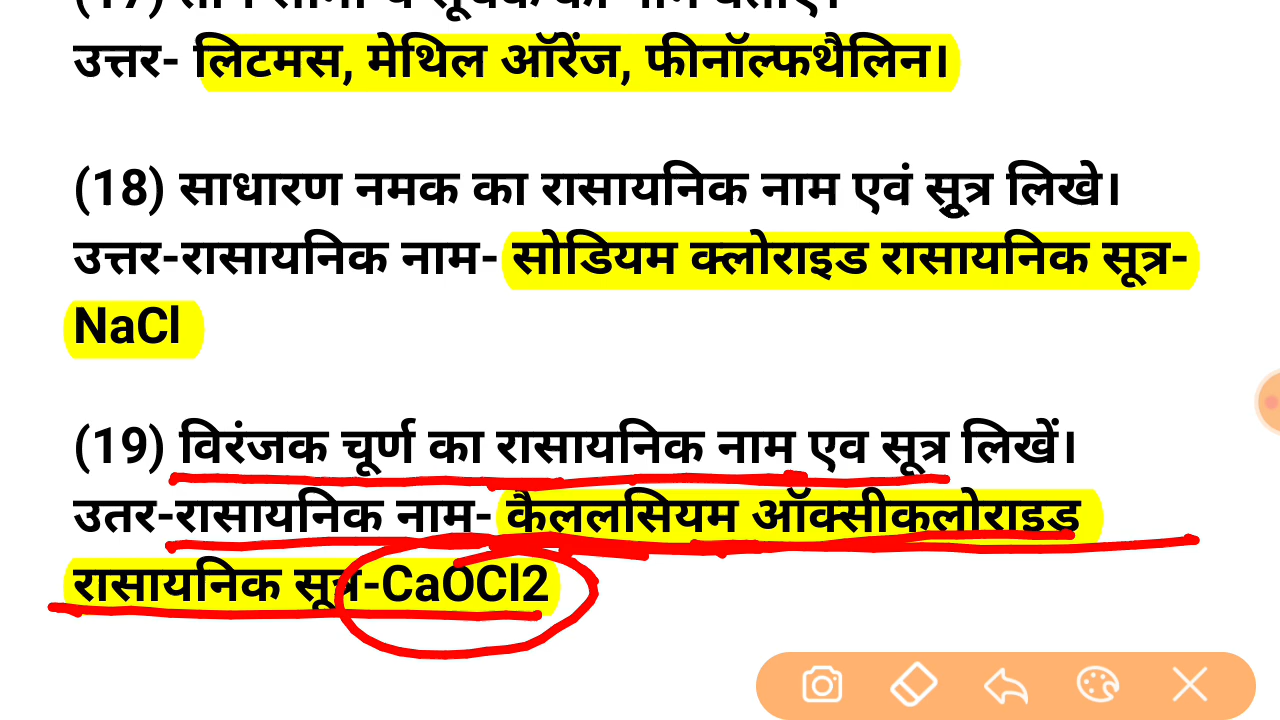 उत्तर- लिटमस, मेथिल ऑरेंज, फीनॉल्फथैलिन।
(18) साधारण नमक का रासायनिक नाम एवं सूत्र लिखे।
उत्तर-रासायनिक नाम- सोडियम क्लोराइड रासायनिक सूत्र-
NaCl
(19) विरंजक चूर्ण का रासायनिक नाम एव सूत्र लिखें।
उतर-रासायनिक नाम- कैललसियम ऑक्सीकलोराइड
रासायनिक सूत्र-CaOCl2